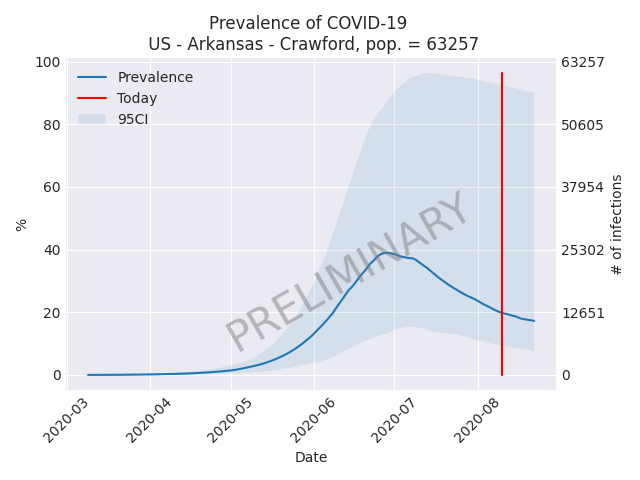 Prevalence of COVID-19
US - Arkansas - Crawford, pop. = 63257
Prevalence
Today
95CI
100
80
60
40
20
0
%
63257
50605
37954
25302
12651
0
# of infections
PRELIMINARY
2020-03
2020-04
2020-05
2020-06
2020-07
2020-08
Date